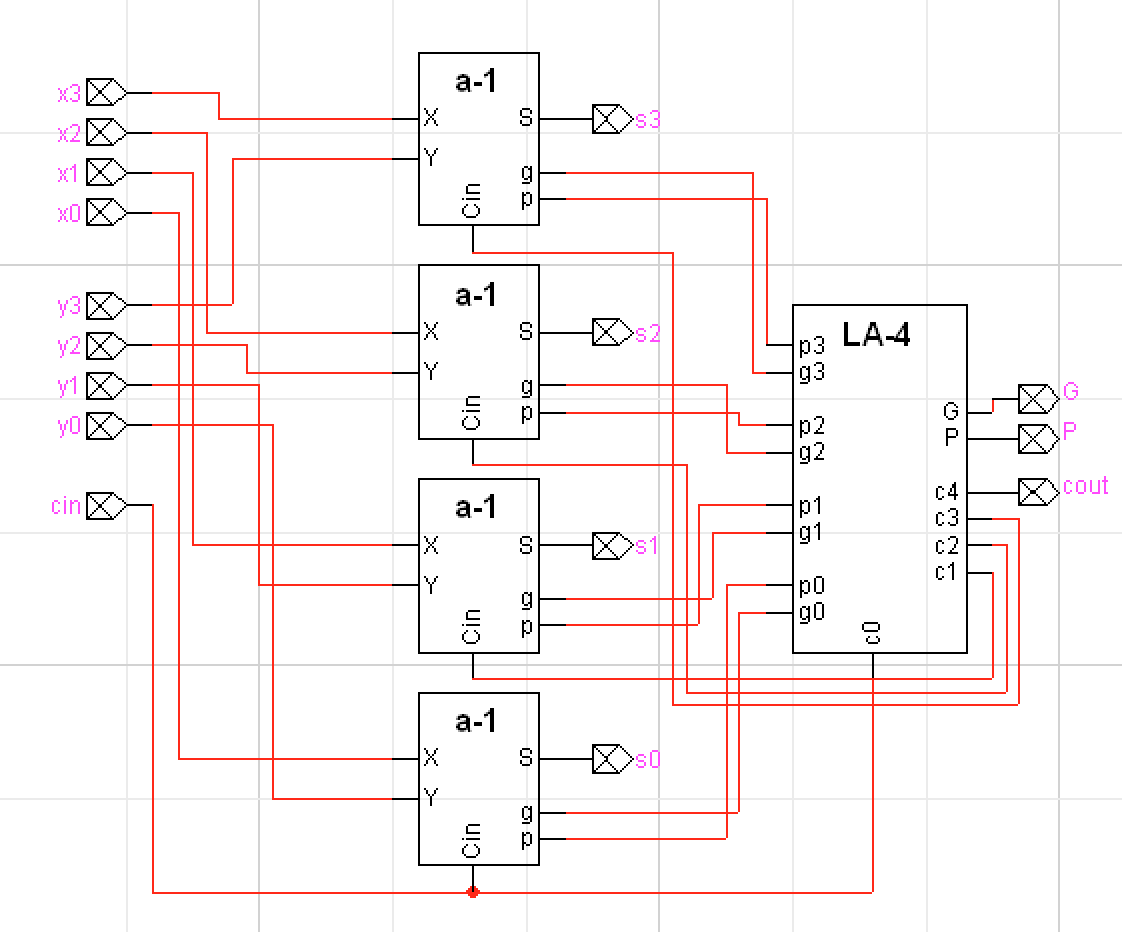 x3
x2
x1
x0
y3
y2
y1
y0
cin
a-1
X
Y
S
g
p
Cin
s3
a-1
X
Y
S
g
p
Cin
s2
a-1
X
Y
S
g
p
Cin
s1
a-1
X
Y
S
g
p
Cin
s0
LA-4
p3
g3
p2
g2
p1
g1
p0
g0
c0
G
P
c4
c3
c2
c1
G
P
cout